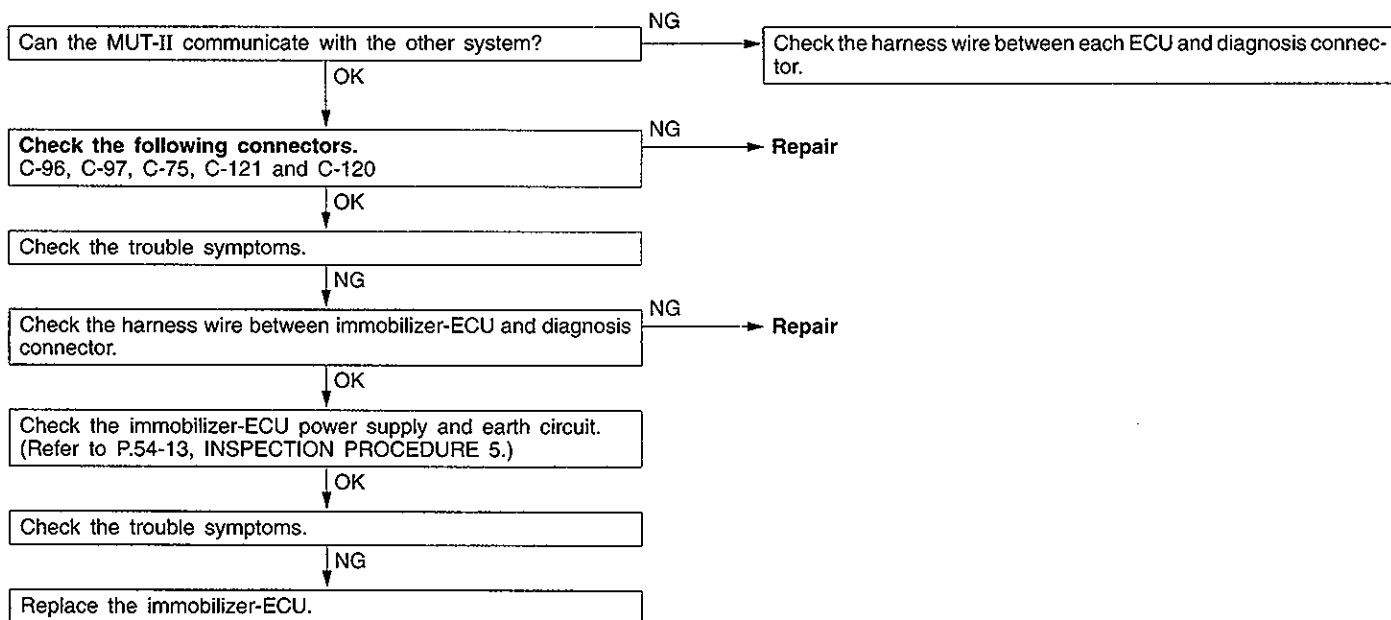 Can the MUT-II communicate with the other system?
NG
Check the harness wire between each ECU and diagnosis connec-
tor.
OK
Check the following connectors.
C-96, C-97, C-75, C-121 and C-120
NG
Repair
OK
Check the trouble symptoms.
NG
Check the harness wire between immobilizer-ECU and diagnosis
connector.
NG
Repair
OK
Check the immobilizer-ECU power supply and earth circuit.
(Refer to P.54-13, INSPECTION PROCEDURE 5.)
OK
Check the trouble symptoms.
NG
Replace the immobilizer-ECU.